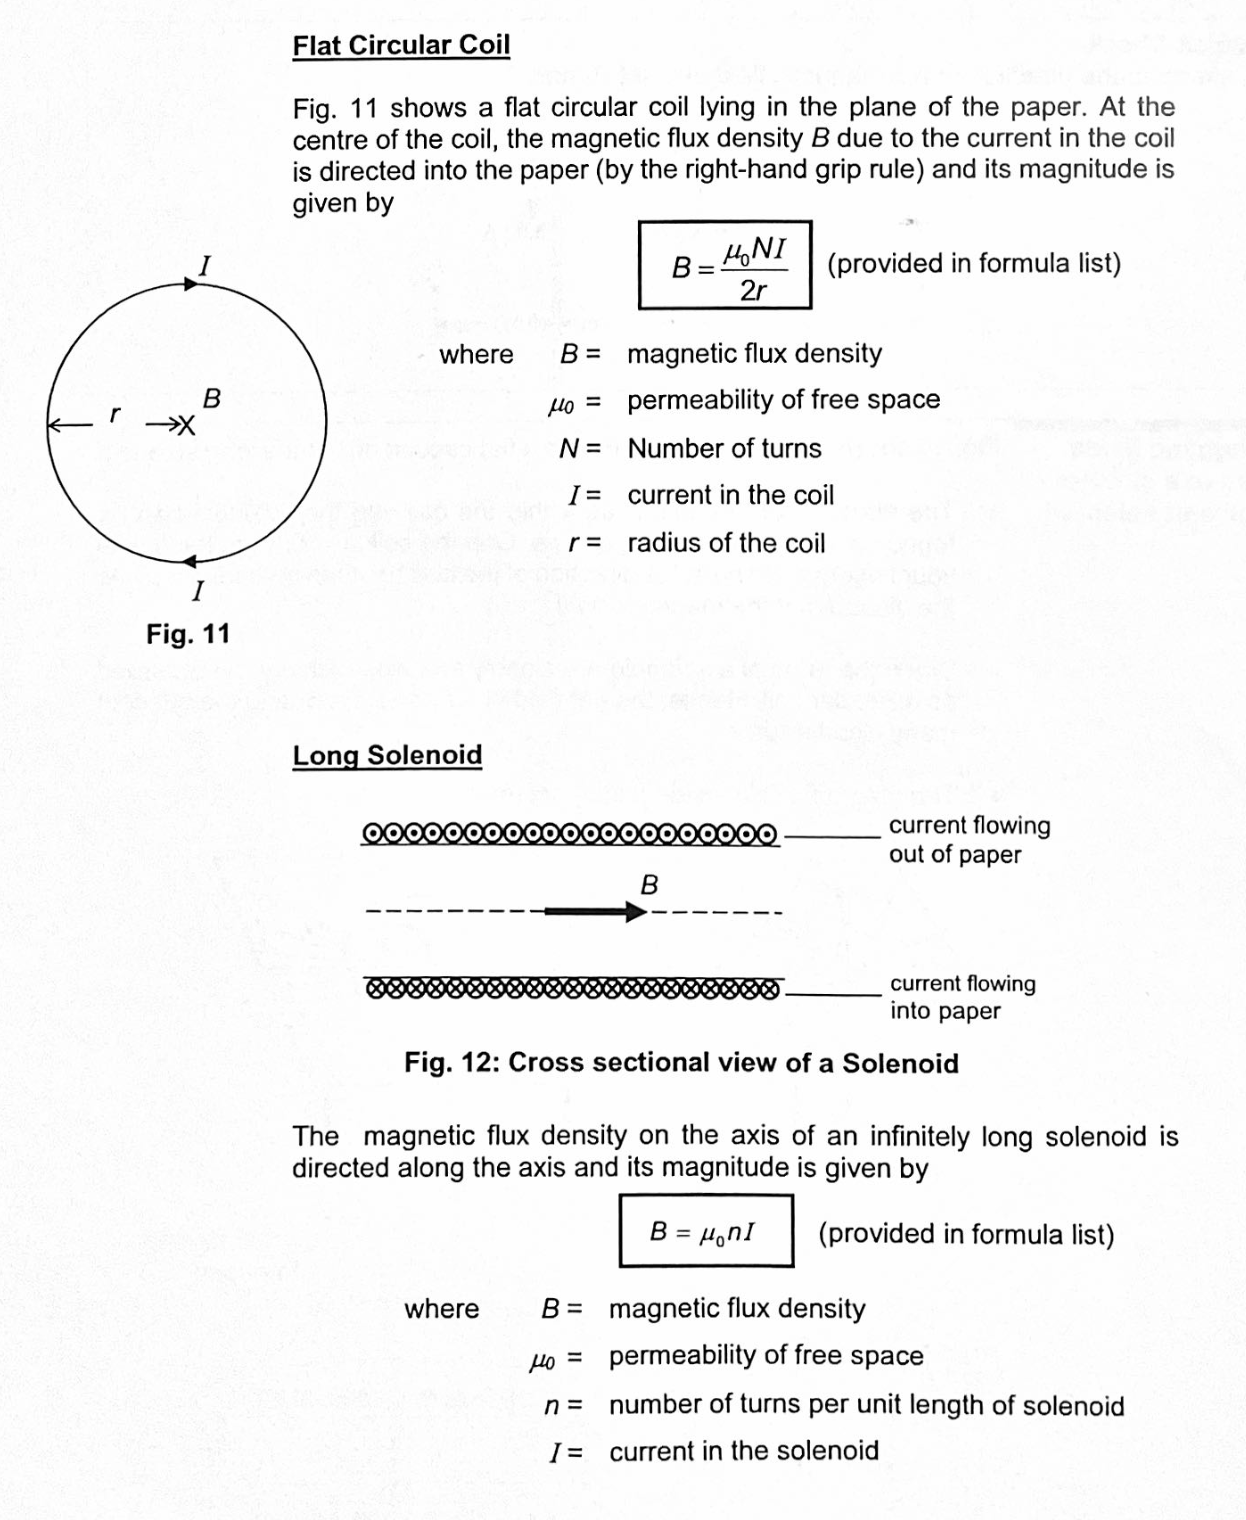 Flat Circular Coil
Fig. 11 shows a flat circular coil lying in the plane of the paper. At the
centre of the coil, the magnetic flux density B due to the current in the coil
is directed into the paper (by the right-hand grip rule) and its magnitude is
given by
B = μ₀NI / 2r (provided in formula list)
I
where B = magnetic flux density
B
μ₀ = permeability of free space
r
X
N = Number of turns
I = current in the coil
r = radius of the coil
I
Fig. 11
Long Solenoid
current flowing
out of paper
B
current flowing
into paper
Fig. 12: Cross sectional view of a Solenoid
The magnetic flux density on the axis of an infinitely long solenoid is
directed along the axis and its magnitude is given by
B = μ₀nI (provided in formula list)
where B = magnetic flux density
μ₀ = permeability of free space
n = number of turns per unit length of solenoid
I = current in the solenoid